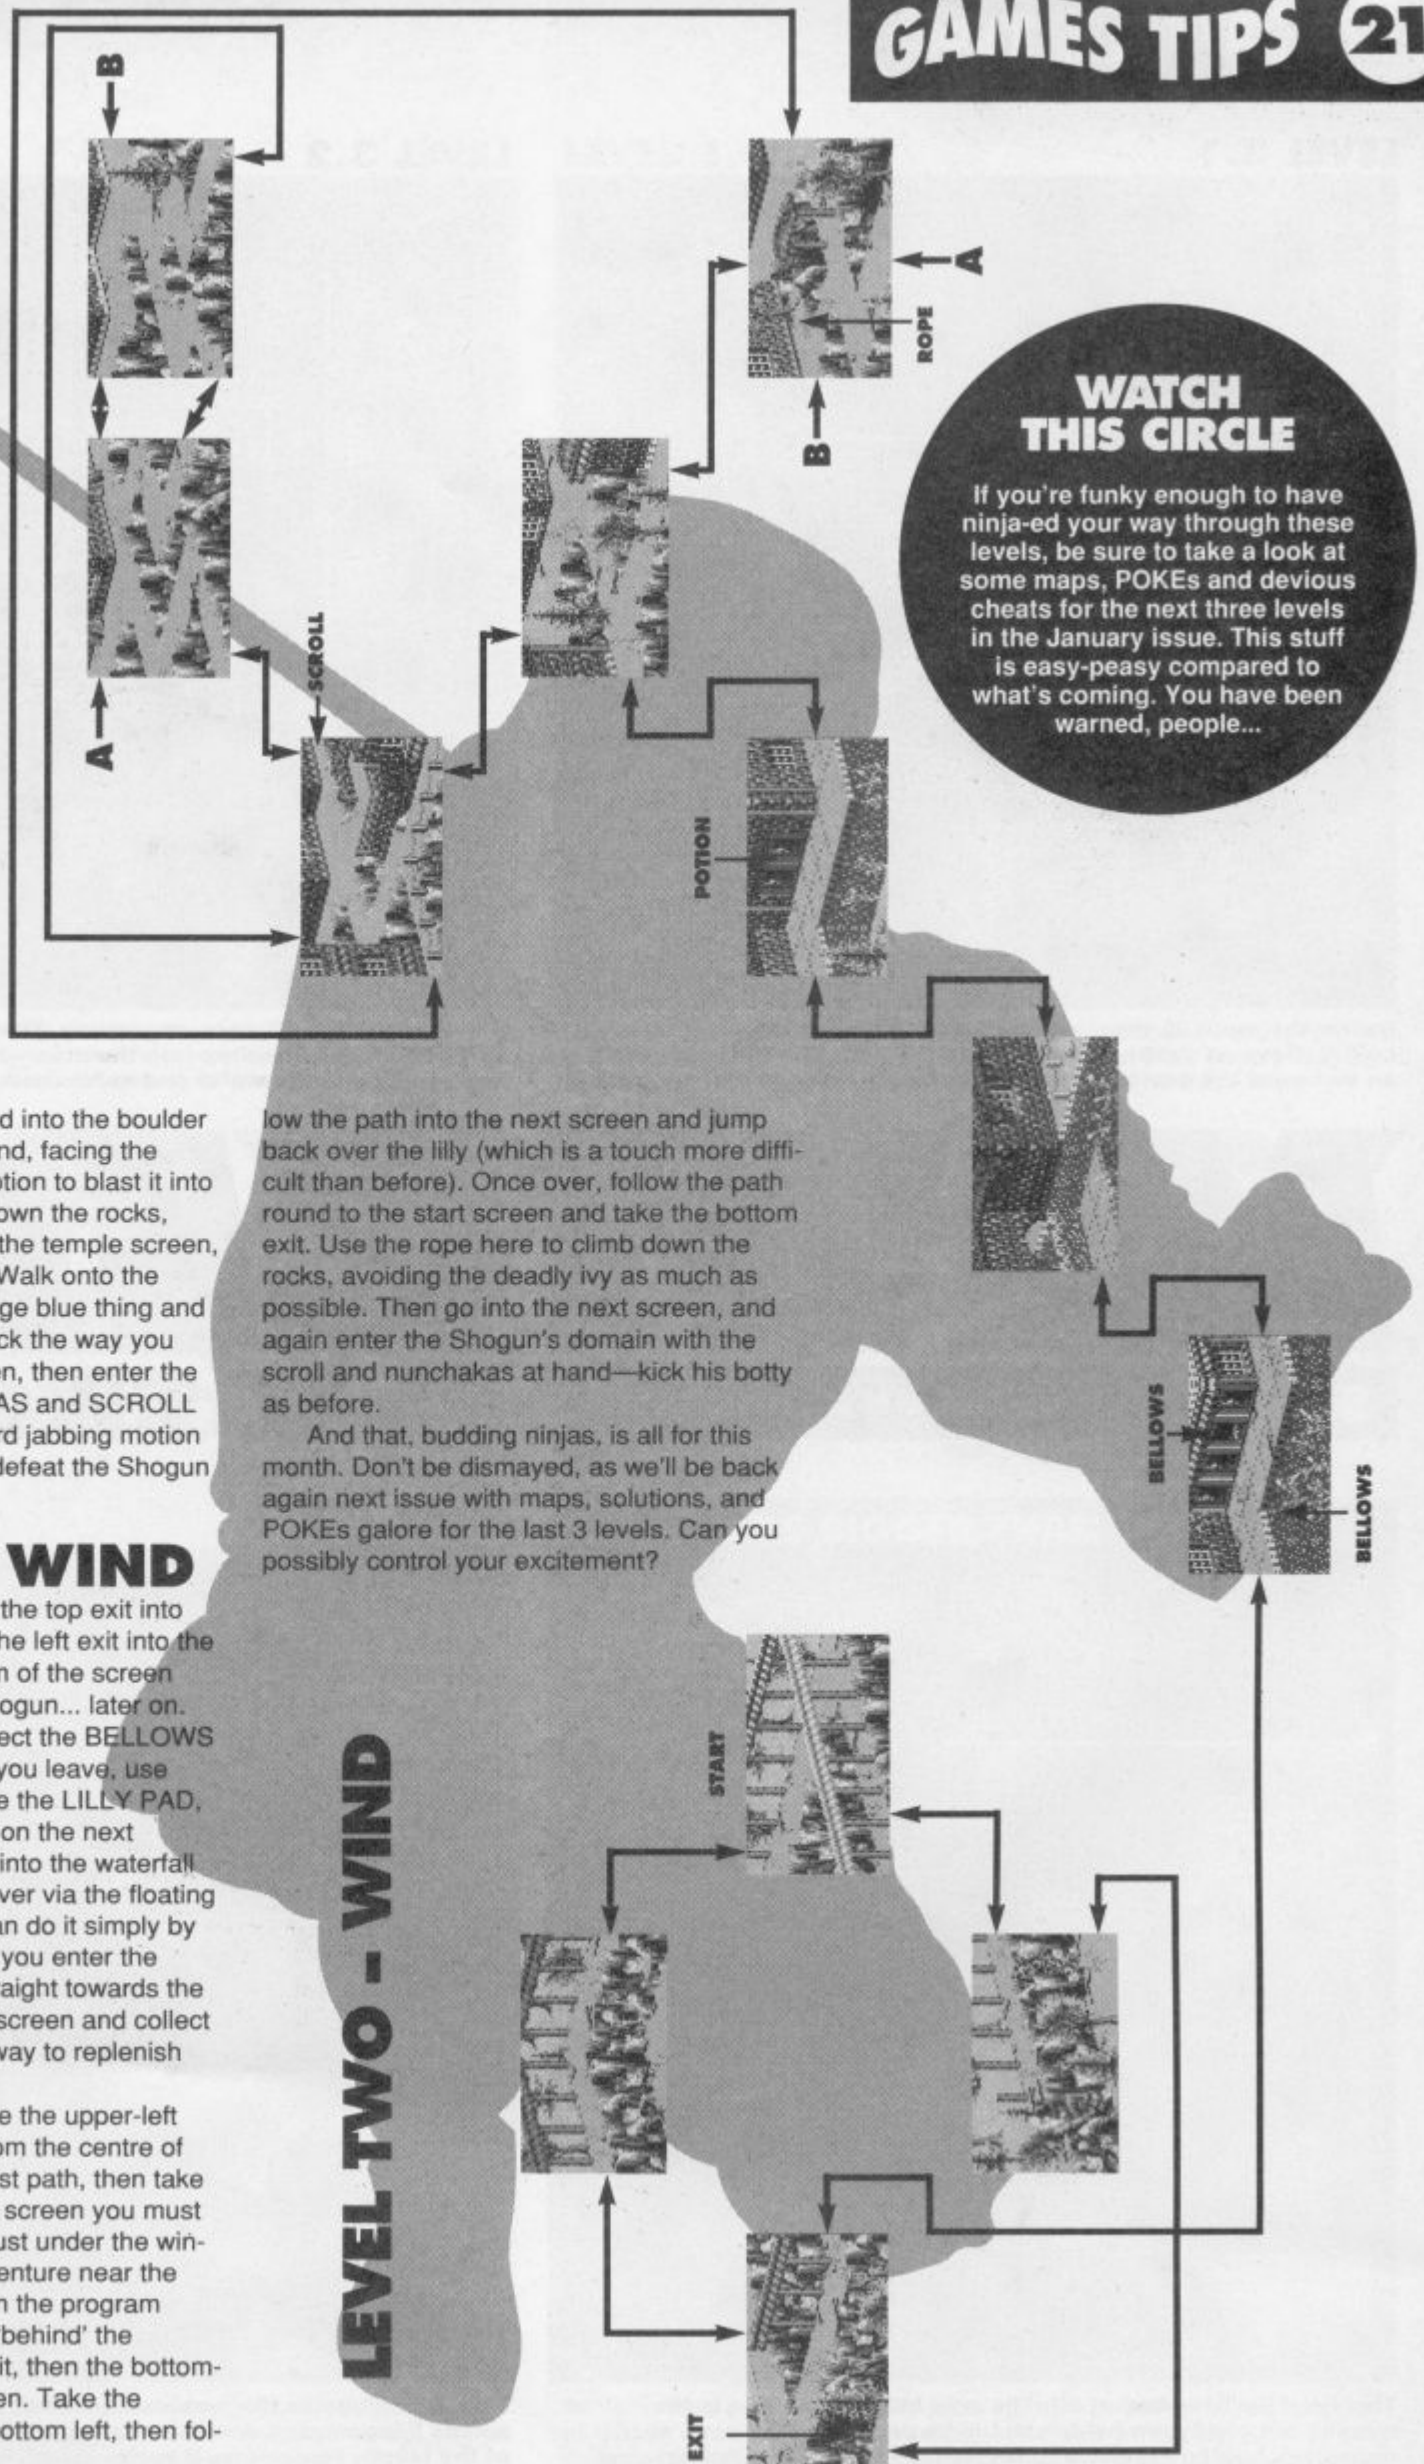 GAMES TIPS 21
B
ROPE
A
B
A
SCROLL
POTION
WATCH
THIS CIRCLE
If you're funky enough to have
ninja-ed your way through these
levels, be sure to take a look at
some maps, POKEs and devious
cheats for the next three levels
in the January issue. This stuff
is easy-peasy compared to
what's coming. You have been
warned, people...
d into the boulder
nd, facing the
tion to blast it into
own the rocks,
the temple screen,
Walk onto the
ge blue thing and
ck the way you
en, then enter the
AS and SCROLL
rd jabbing motion
defeat the Shogun
WIND
the top exit into
he left exit into the
m of the screen
ogun... later on.
ect the BELLOWS
you leave, use
e the LILLY PAD,
on the next
into the waterfall
ver via the floating
an do it simply by
you enter the
raight towards the
screen and collect
way to replenish
e the upper-left
om the centre of
st path, then take
screen you must
ust under the win-
enture near the
n the program
'behind' the
it, then the bottom-
en. Take the
ottom left, then fol-
low the path into the next screen and jump
back over the lilly (which is a touch more diffi-
cult than before). Once over, follow the path
round to the start screen and take the bottom
exit. Use the rope here to climb down the
rocks, avoiding the deadly ivy as much as
possible. Then go into the next screen, and
again enter the Shogun's domain with the
scroll and nunchakas at hand—kick his botty
as before.
And that, budding ninjas, is all for this
month. Don't be dismayed, as we'll be back
again next issue with maps, solutions, and
POKEs galore for the last 3 levels. Can you
possibly control your excitement?
BELLOWS
BELLOWS
START
LEVEL TWO – WIND
EXIT